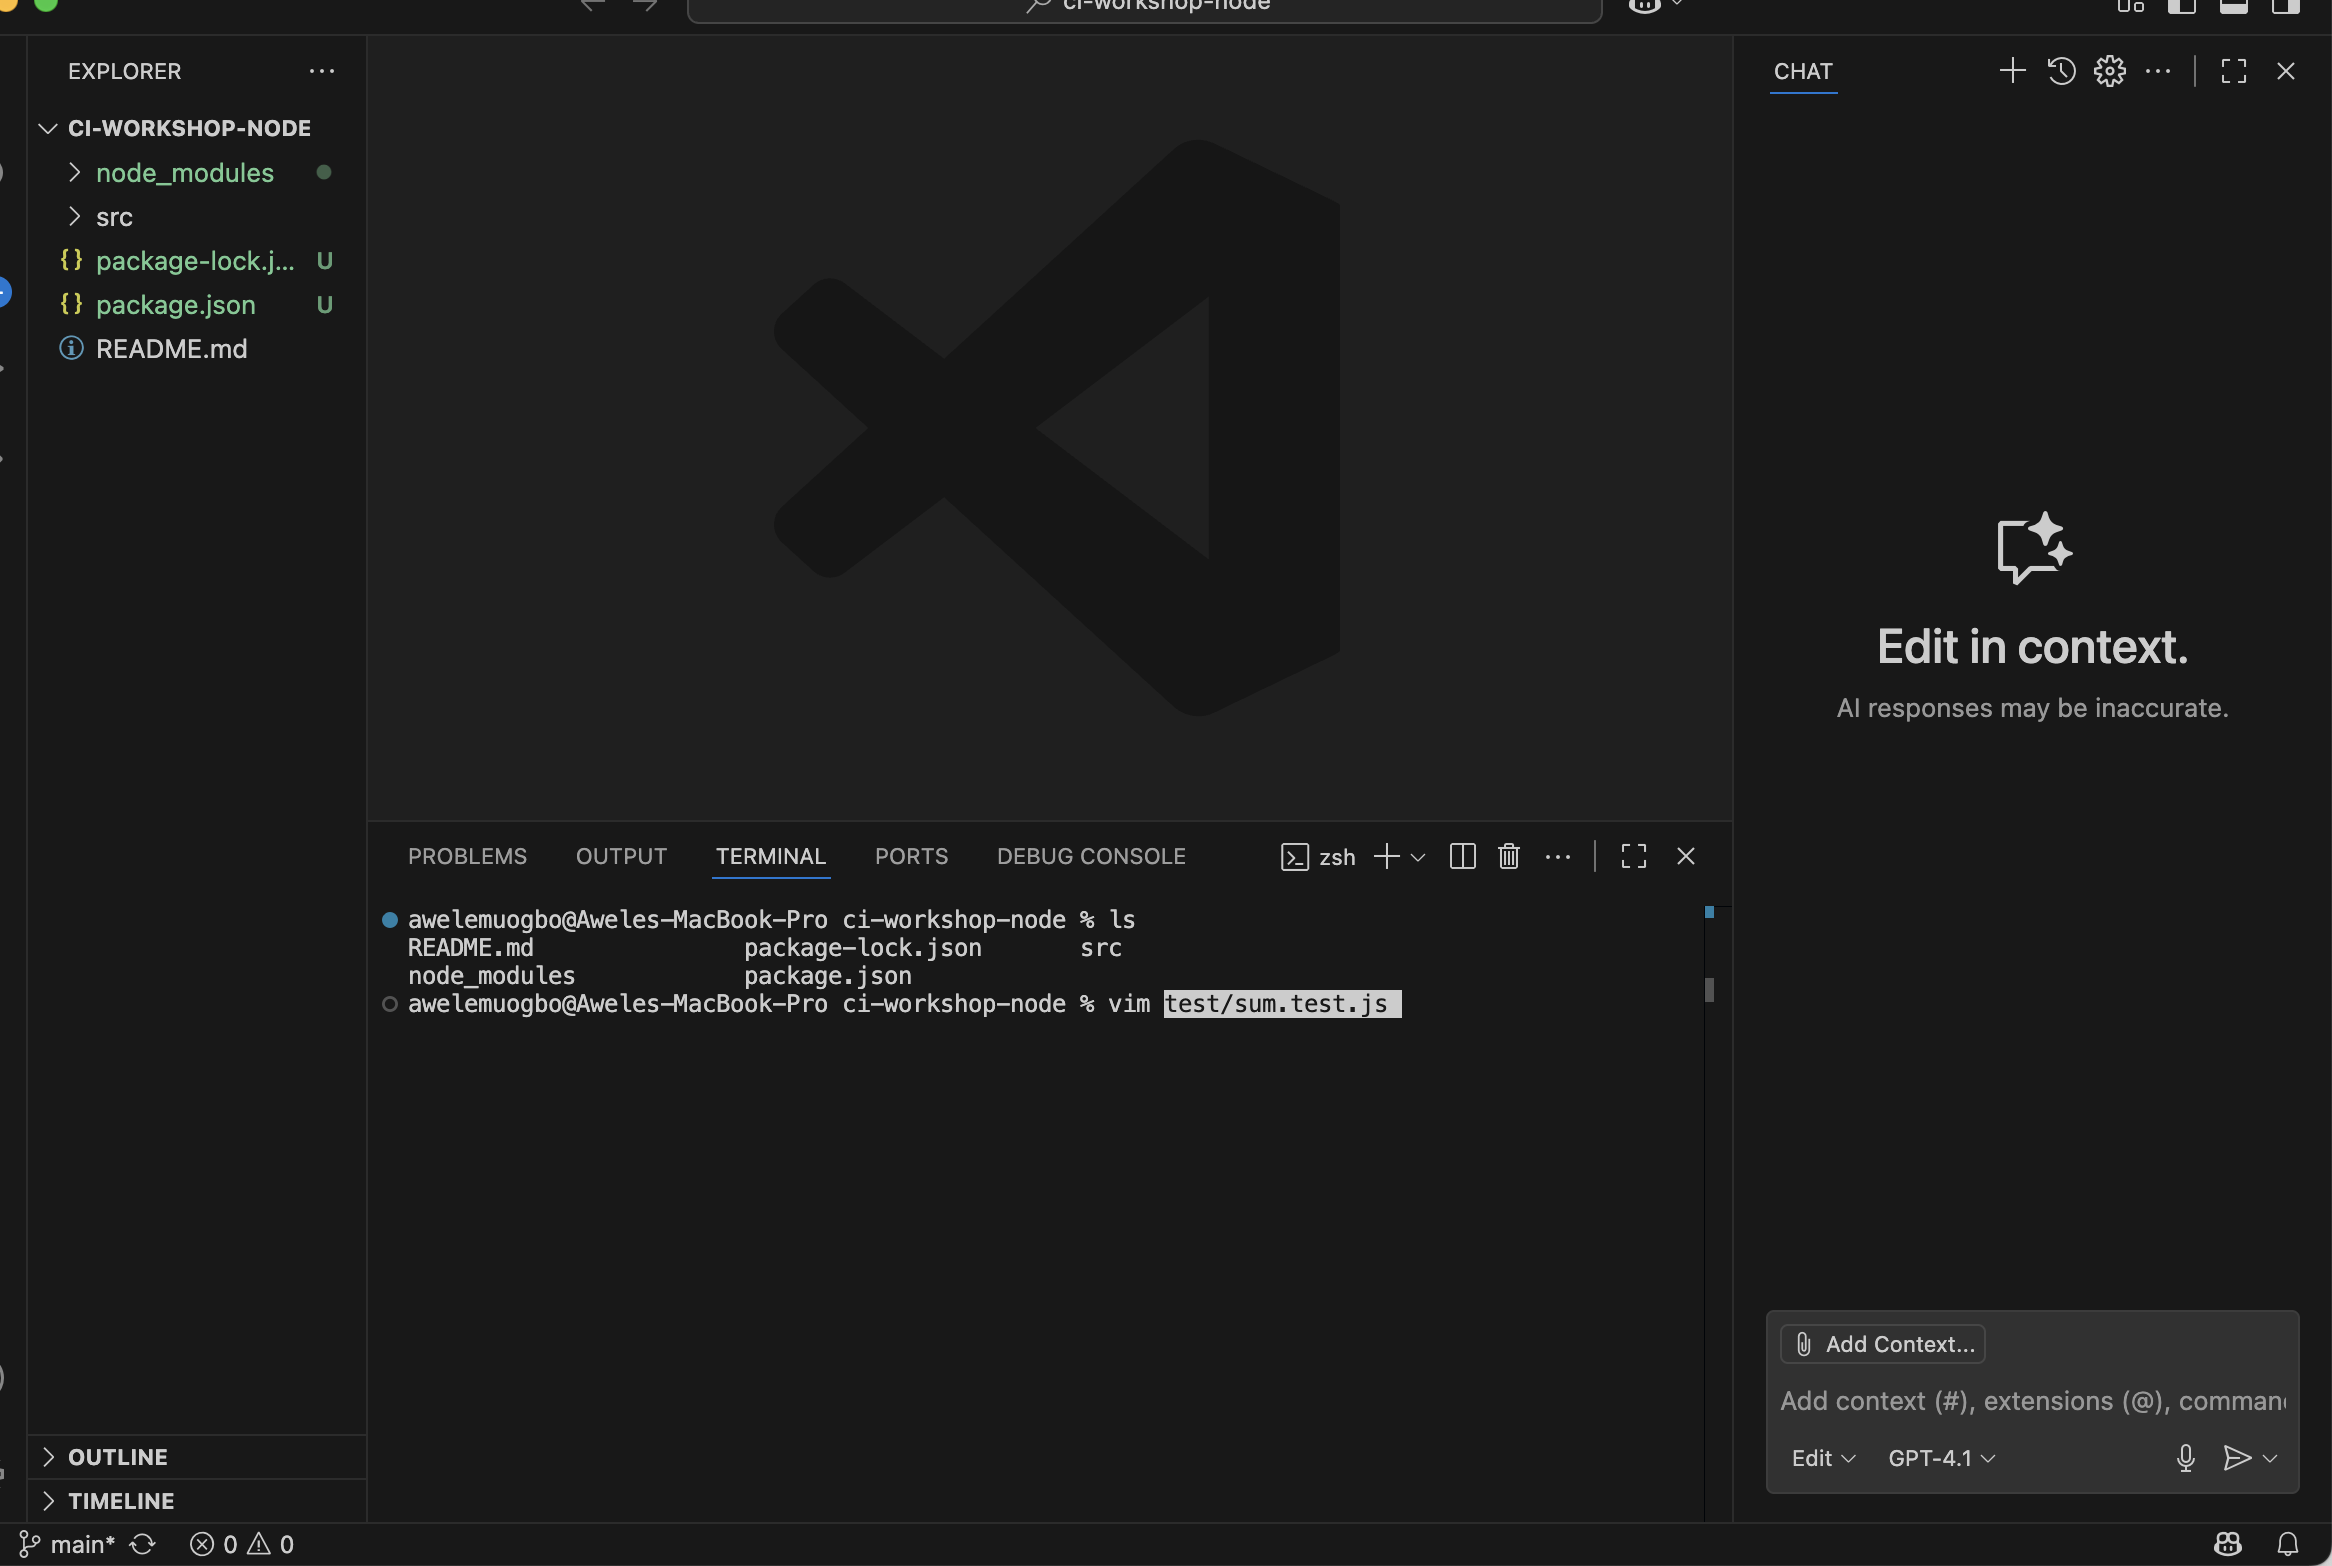 ci-workshop-node
EXPLORER
CI-WORKSHOP-NODE
node_modules
src
package-lock.j... U
package.json U
README.md
OUTLINE
TIMELINE
PROBLEMS OUTPUT TERMINAL PORTS DEBUG CONSOLE zsh
awelemuogbo@Aweles-MacBook-Pro ci-workshop-node % ls
README.md package-lock.json src
node_modules package.json
awelemuogbo@Aweles-MacBook-Pro ci-workshop-node % vim test/sum.test.js
CHAT
Edit in context.
AI responses may be inaccurate.
Add Context...
Add context (#), extensions (@), comman
Edit GPT-4.1
main* 0 0